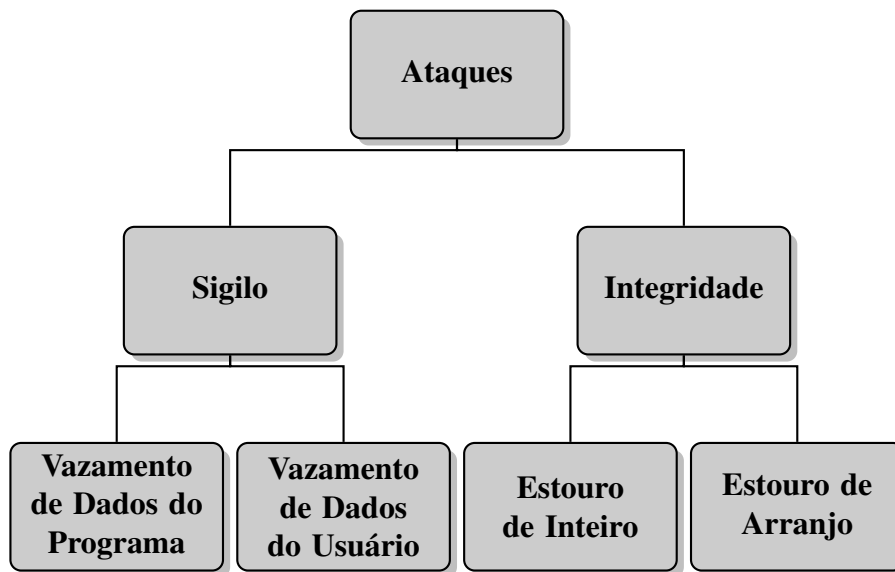 Ataques
Sigilo
Integridade
Vazamento
de Dados do
Programa
Vazamento
de Dados
do Usuário
Estouro
de Inteiro
Estouro de
Arranjo